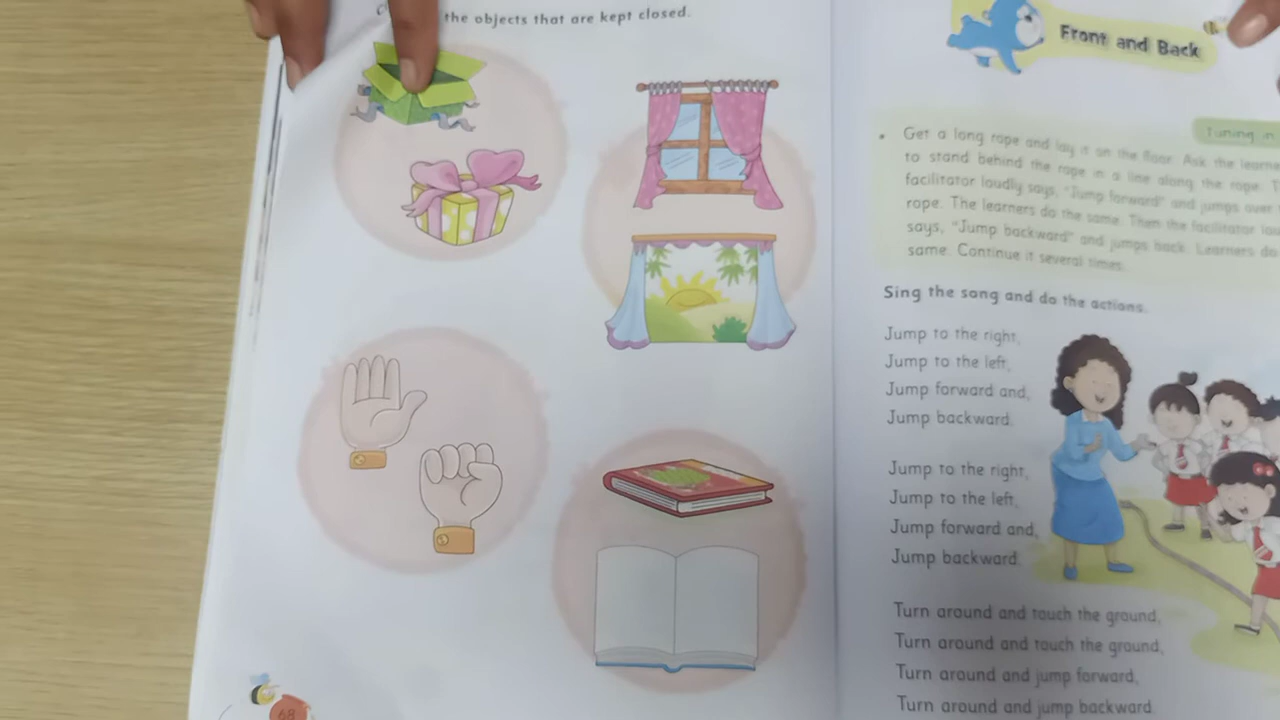 the objects that are kept closed.
68
Front and Back
Tuning in
• Get a long rope and lay it on the floor. Ask the
to stand behind the rope in a line along the rope.
facilitator loudly says, "Jump forward" and jumps over
rope. The learners do the same. Then the facilitator
says, "Jump backward" and jumps back. Learners do
same. Continue it several times.
Sing the song and do the actions.
Jump to the right,
Jump to the left,
Jump forward and,
Jump backward.
Jump to the right,
Jump to the left,
Jump forward and,
Jump backward.
Turn around and touch the ground,
Turn around and touch the ground,
Turn around and jump forward,
Turn around and jump backward.